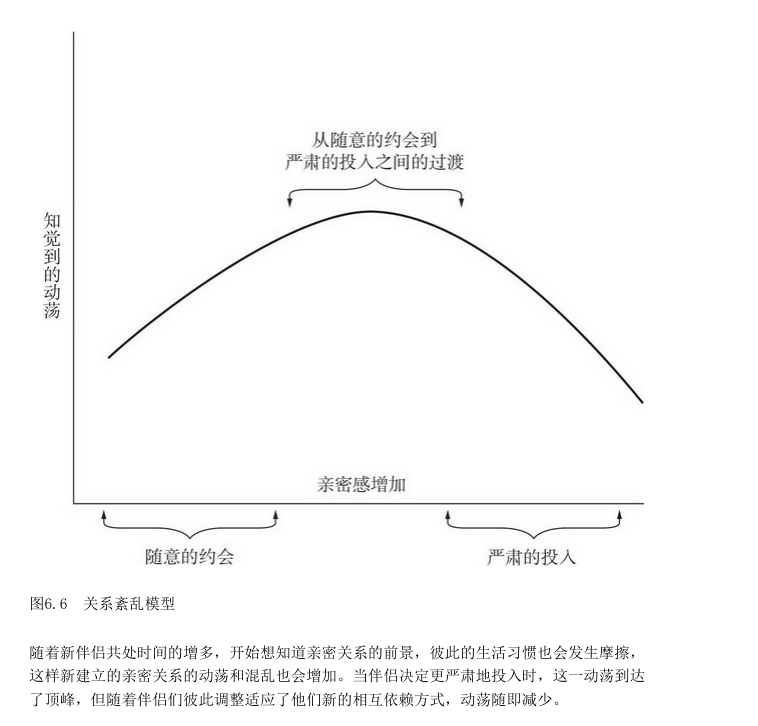 从随意的约会到
严肃的投入之间的过渡
知觉到的动荡
亲密感增加
随意的约会
严肃的投入
图6.6 关系紊乱模型
随着新伴侣共处时间的增多，开始想知道亲密关系的前景，彼此的生活习惯也会发生摩擦，
这样新建立的亲密关系的动荡和混乱也会增加。当伴侣决定更严肃地投入时，这一动荡到达
了顶峰，但随着伴侣们彼此调整适应了他们新的相互依赖方式，动荡随即减少。